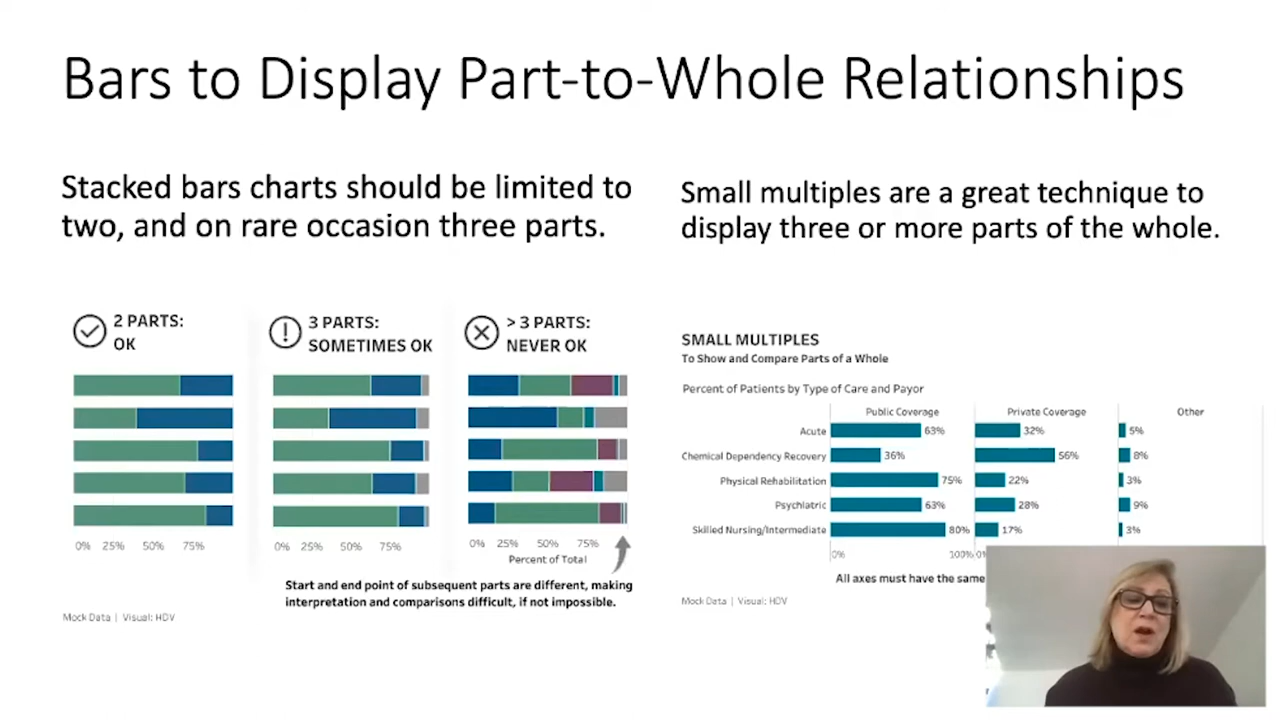 Bars to Display Part-to-Whole Relationships
Stacked bars charts should be limited to
two, and on rare occasion three parts.
2 PARTS:
OK
3 PARTS:
SOMETIMES OK
> 3 PARTS:
NEVER OK
0% 25% 50% 75%
0% 25% 50% 75%
0% 25% 50% 75%
Percent of Total
Start and end point of subsequent parts are different, making
interpretation and comparisons difficult, if not impossible.
Mock Data | Visual: HDV
Small multiples are a great technique to
display three or more parts of the whole.
SMALL MULTIPLES
To Show and Compare Parts of a Whole
Percent of Patients by Type of Care and Payor
Public Coverage Private Coverage Other
Acute 63% 32% 5%
Chemical Dependency Recovery 36% 56% 8%
Physical Rehabilitation 75% 22% 3%
Psychiatric 63% 28% 9%
Skilled Nursing/Intermediate 80% 17% 3%
0% 100%
All axes must have the same
Mock Data | Visual: HDV